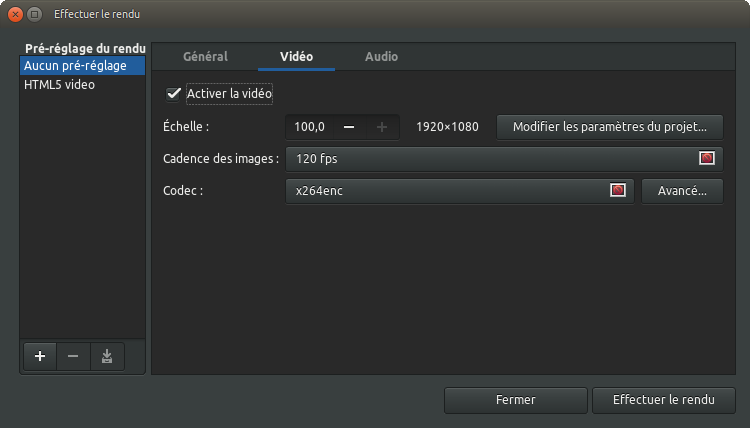 Effectuer le rendu
Pré-réglage du rendu
Aucun pré-réglage
HTML5 video
Général Vidéo Audio
Activer la vidéo
Échelle : 100,0 1920×1080 Modifier les paramètres du projet...
Cadence des images : 120 fps
Codec : x264enc Avancé...
Fermer Effectuer le rendu